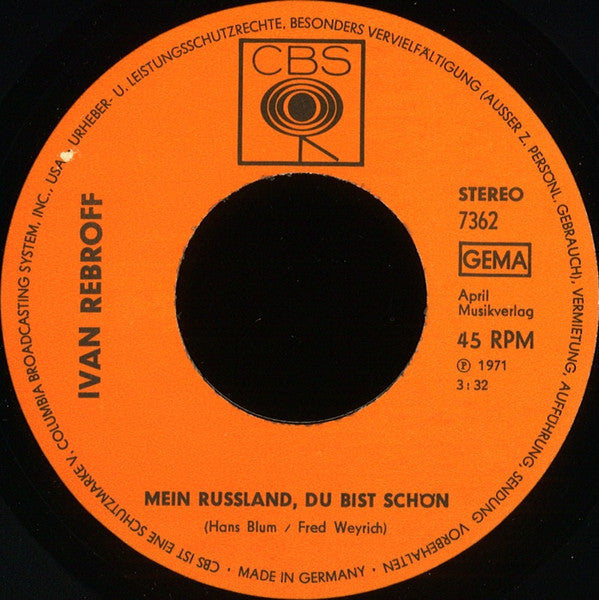 CBS
IVAN REBROFF
STEREO
7362
GEMA
April
Musikverlag
45 RPM
Ⓟ 1971
3:32
MEIN RUSSLAND, DU BIST SCHÖN
(Hans Blum / Fred Weyrich)
CBS IST EINE SCHUTZMARKE V. COLUMBIA BROADCASTING SYSTEM, INC., USA. URHEBER- U. LEISTUNGSSCHUTZRECHTE, BESONDERS VERVIELFÄLTIGUNG (AUSSER Z. PERSÖNL. GEBRAUCH), VERMIETUNG, AUFFÜHRUNG, SENDUNG VORBEHALTEN
• MADE IN GERMANY •